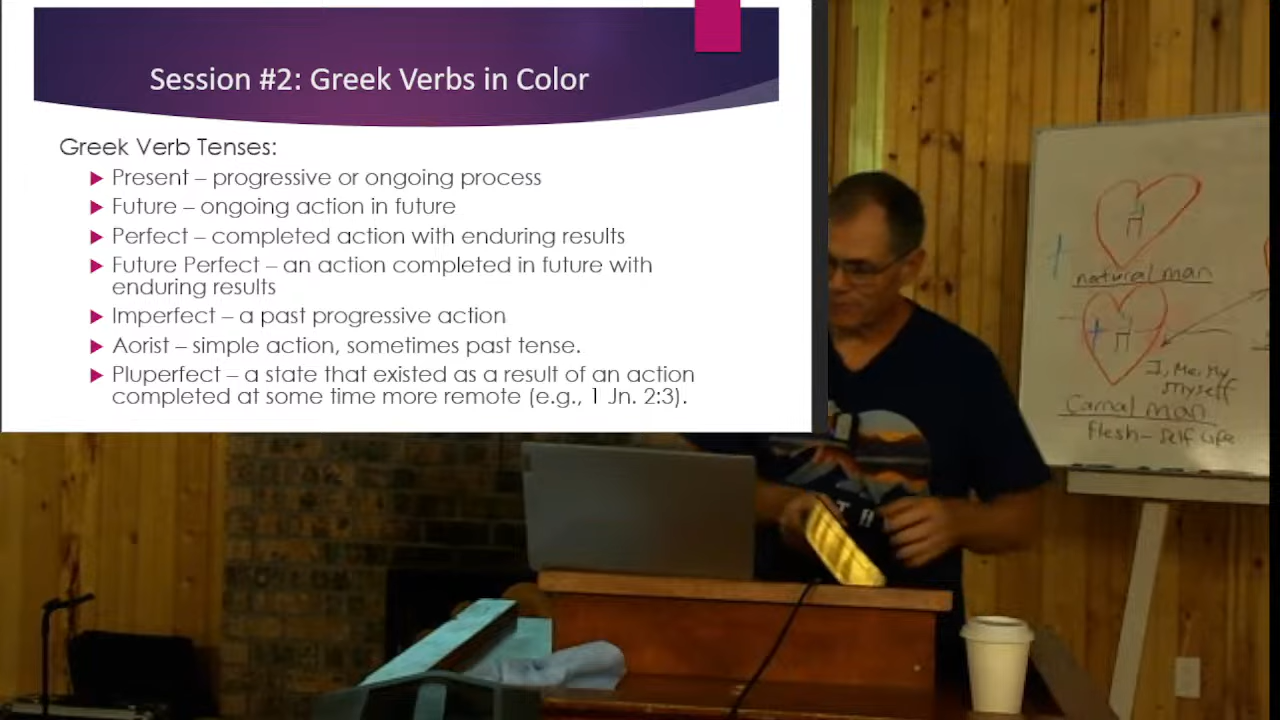 Session #2: Greek Verbs in Color
Greek Verb Tenses:
Present – progressive or ongoing process
Future – ongoing action in future
Perfect – completed action with enduring results
Future Perfect – an action completed in future with
enduring results
Imperfect – a past progressive action
Aorist – simple action, sometimes past tense.
Pluperfect – a state that existed as a result of an action
completed at some time more remote (e.g., 1 Jn. 2:3).
natural man
I, Me, My
Myself
Carnal man
flesh – self life